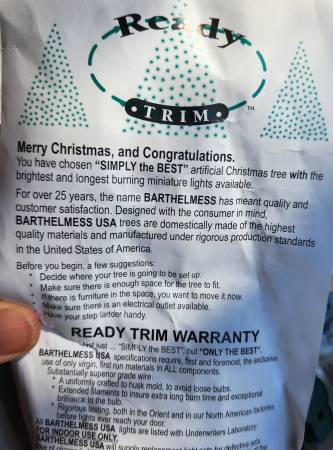 Ready
TRIM
TM
Merry Christmas, and Congratulations.
You have chosen "SIMPLY the BEST" artificial Christmas tree with the
brightest and longest burning miniature lights available.
For over 25 years, the name BARTHELMESS has meant quality and
customer satisfaction. Designed with the consumer in mind,
BARTHELMESS USA trees are domestically made of the highest
quality materials and manufactured under rigorous production standards
in the United States of America.
Before you begin, a few suggestions:
* Decide where your tree is going to be set up.
* Make sure there is enough space for the tree to fit.
* If there is furniture in the space, you want to move it now.
* Make sure there is an electrical outlet available.
* Have your step ladder handy.
READY TRIM WARRANTY
Not just ... "SIMPLY the BEST", but "ONLY THE BEST".
BARTHELMESS USA specifications require, first and foremost, the exclusive
use of only virgin, first run materials in ALL components.
Substantially superior grade wire
* A uniformly crafted to husk mold, to avoid loose bulbs.
* Extended filaments to insure extra long burn time and exceptional
brilliance to the bulb.
* Rigorous testing, both in the Orient and in our North American factories
before lights ever reach your door.
All BARTHELMESS USA lights are listed with Underwriters Laboratory
FOR INDOOR USE ONLY.
BARTHELMESS USA will supply replacement light sets for defective sets